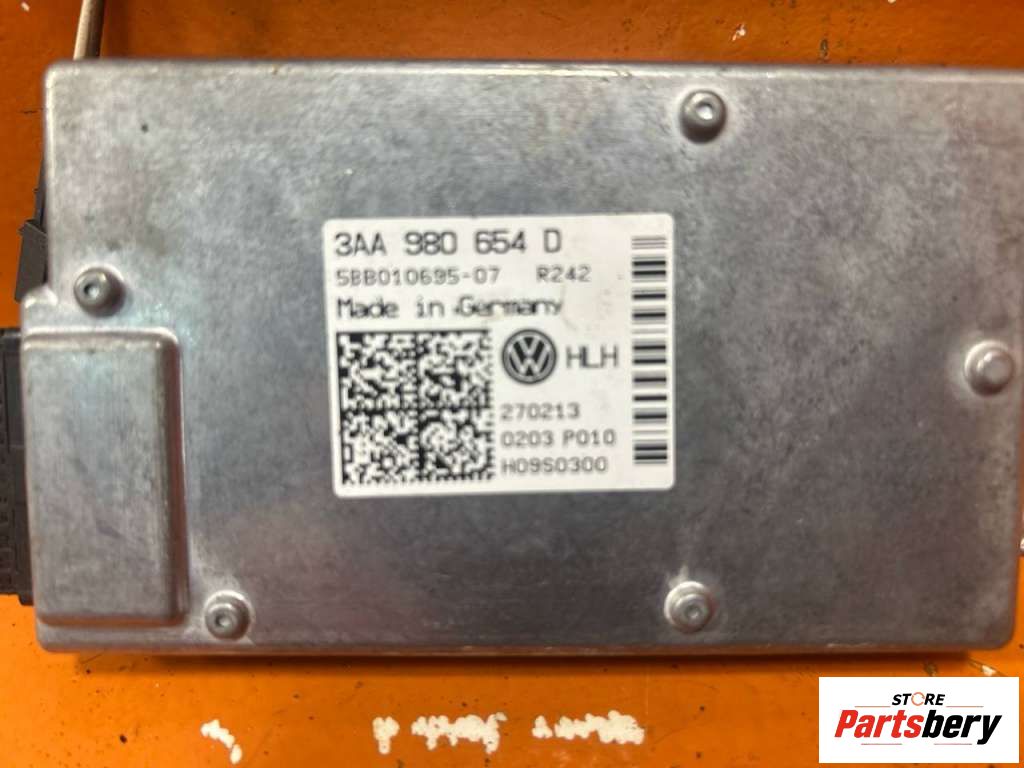 3AA 980 654 D
5BB010695-07 R242
Made in Germany
HLH
270213
0203 P010
H09S0300
STORE
Partsbery